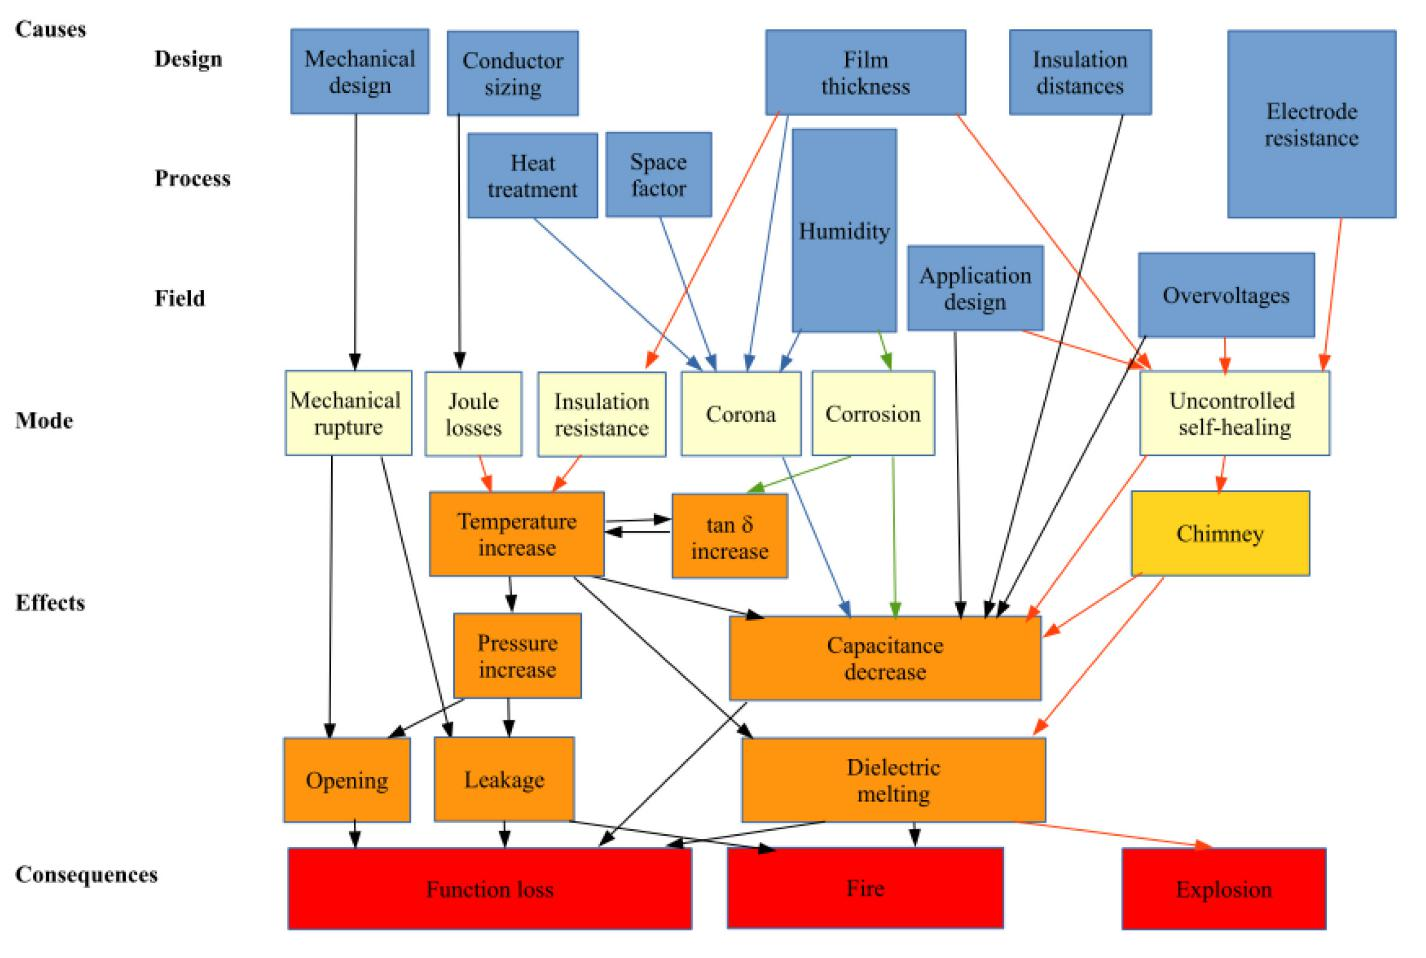 Causes
Design
Mechanical
design
Conductor
sizing
Film
thickness
Insulation
distances
Electrode
resistance
Process
Heat
treatment
Space
factor
Humidity
Field
Application
design
Overvoltages
Mode
Mechanical
rupture
Joule
losses
Insulation
resistance
Corona
Corrosion
Uncontrolled
self-healing
Effects
Temperature
increase
tan δ
increase
Chimney
Pressure
increase
Capacitance
decrease
Opening
Leakage
Dielectric
melting
Consequences
Function loss
Fire
Explosion